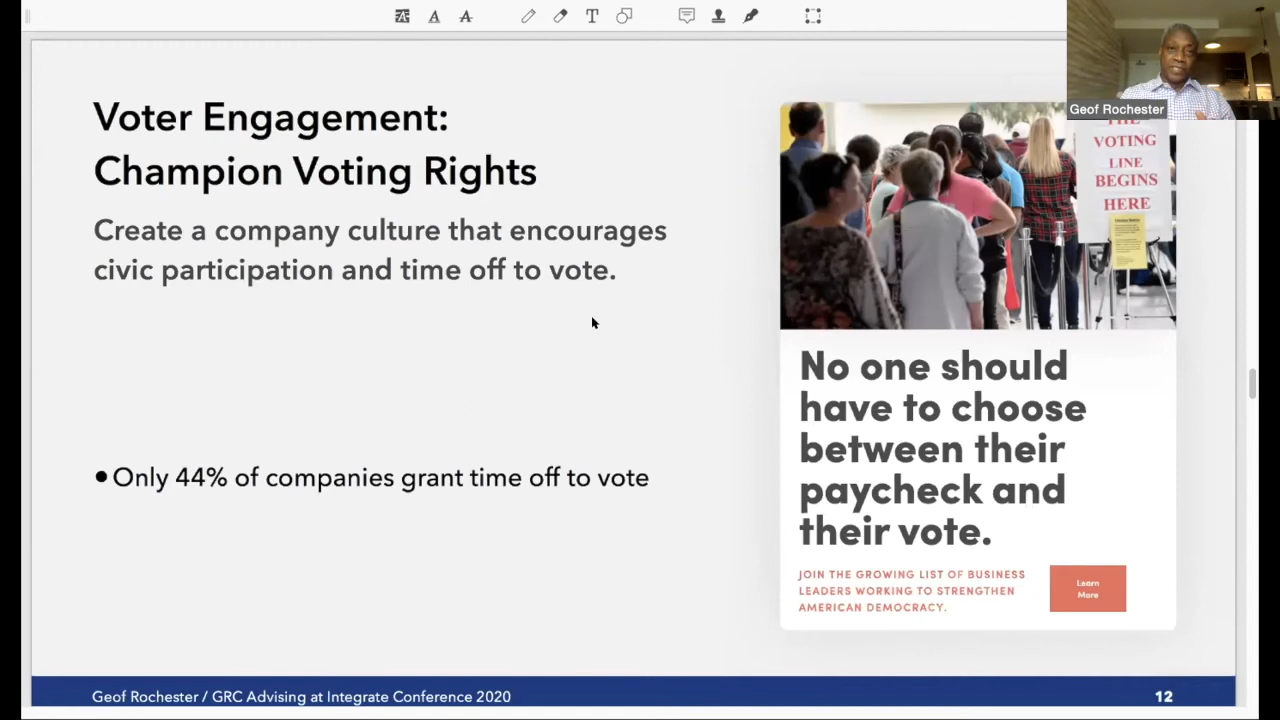 Geof Rochester
Voter Engagement:
Champion Voting Rights
Create a company culture that encourages
civic participation and time off to vote.
• Only 44% of companies grant time off to vote
THE
VOTING
LINE
BEGINS
HERE
No one should
have to choose
between their
paycheck and
their vote.
JOIN THE GROWING LIST OF BUSINESS
LEADERS WORKING TO STRENGTHEN
AMERICAN DEMOCRACY.
Learn
More
Geof Rochester / GRC Advising at Integrate Conference 2020
12